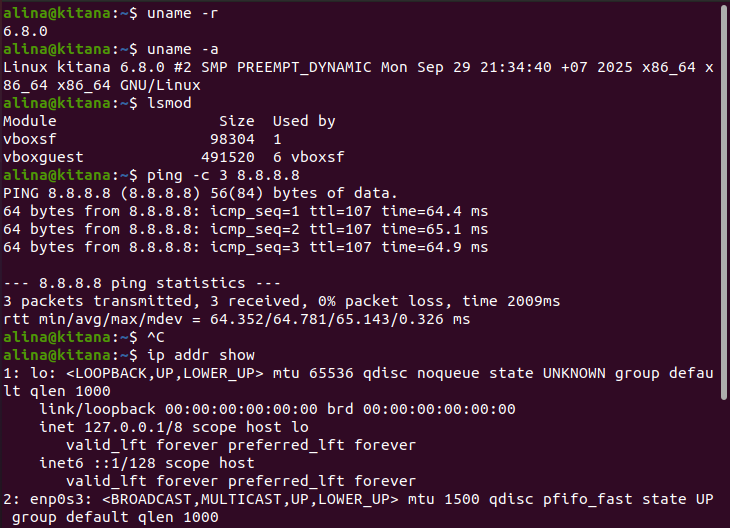 alina@kitana:~$ uname -r
6.8.0
alina@kitana:~$ uname -a
Linux kitana 6.8.0 #2 SMP PREEMPT_DYNAMIC Mon Sep 29 21:34:40 +07 2025 x86_64 x
86_64 x86_64 GNU/Linux
alina@kitana:~$ lsmod
Module                  Size  Used by
vboxsf                 98304  1
vboxguest             491520  6 vboxsf
alina@kitana:~$ ping -c 3 8.8.8.8
PING 8.8.8.8 (8.8.8.8) 56(84) bytes of data.
64 bytes from 8.8.8.8: icmp_seq=1 ttl=107 time=64.4 ms
64 bytes from 8.8.8.8: icmp_seq=2 ttl=107 time=65.1 ms
64 bytes from 8.8.8.8: icmp_seq=3 ttl=107 time=64.9 ms

--- 8.8.8.8 ping statistics ---
3 packets transmitted, 3 received, 0% packet loss, time 2009ms
rtt min/avg/max/mdev = 64.352/64.781/65.143/0.326 ms
alina@kitana:~$ ^C
alina@kitana:~$ ip addr show
1: lo: <LOOPBACK,UP,LOWER_UP> mtu 65536 qdisc noqueue state UNKNOWN group defau
lt qlen 1000
    link/loopback 00:00:00:00:00:00 brd 00:00:00:00:00:00
    inet 127.0.0.1/8 scope host lo
       valid_lft forever preferred_lft forever
    inet6 ::1/128 scope host
       valid_lft forever preferred_lft forever
2: enp0s3: <BROADCAST,MULTICAST,UP,LOWER_UP> mtu 1500 qdisc pfifo_fast state UP
 group default qlen 1000